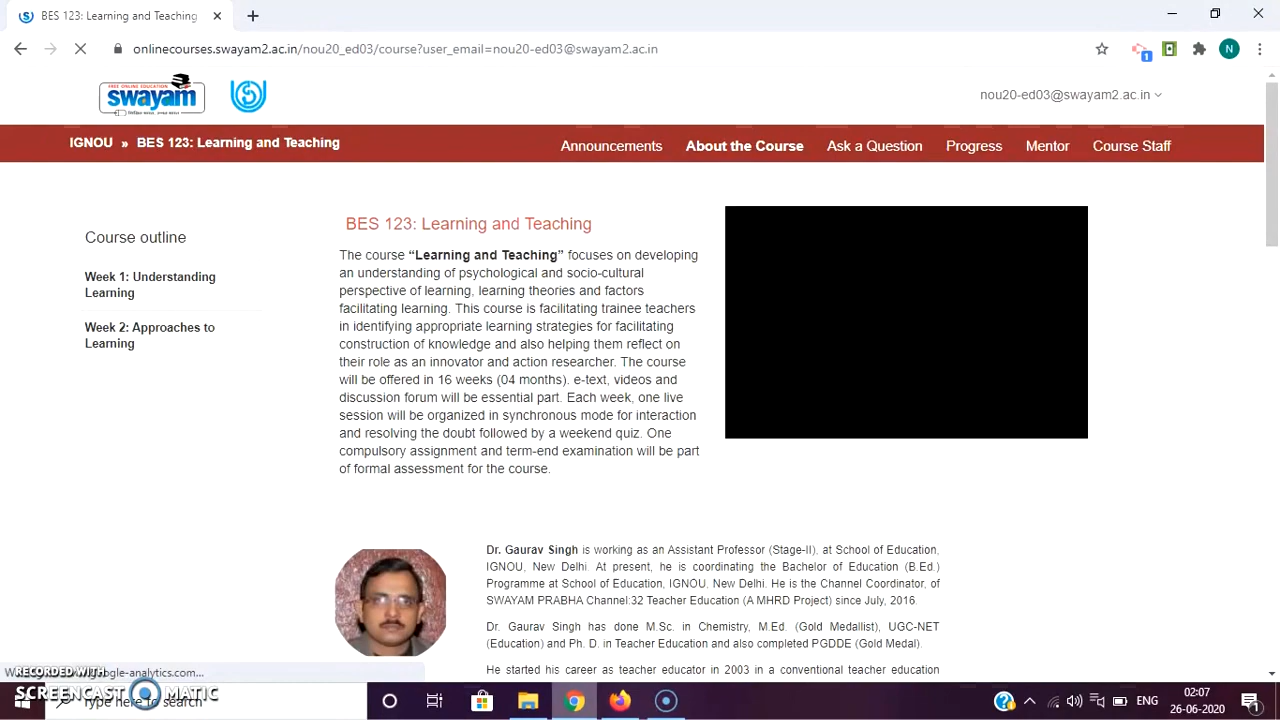 BES 123: Learning and Teaching
onlinecourses.swayam2.ac.in/nou20_ed03/course?user_email=nou20-ed03@swayam2.ac.in
N
1
FREE ONLINE EDUCATION
swayam
nou20-ed03@swayam2.ac.in
IGNOU » BES 123: Learning and Teaching
Announcements About the Course Ask a Question Progress Mentor Course Staff
Course outline
Week 1: Understanding
Learning
Week 2: Approaches to
Learning
BES 123: Learning and Teaching
The course “Learning and Teaching” focuses on developing
an understanding of psychological and socio-cultural
perspective of learning, learning theories and factors
facilitating learning. This course is facilitating trainee teachers
in identifying appropriate learning strategies for facilitating
construction of knowledge and also helping them reflect on
their role as an innovator and action researcher. The course
will be offered in 16 weeks (04 months). e-text, videos and
discussion forum will be essential part. Each week, one live
session will be organized in synchronous mode for interaction
and resolving the doubt followed by a weekend quiz. One
compulsory assignment and term-end examination will be part
of formal assessment for the course.
Dr. Gaurav Singh is working as an Assistant Professor (Stage-II), at School of Education,
IGNOU, New Delhi. At present, he is coordinating the Bachelor of Education (B.Ed.)
Programme at School of Education, IGNOU, New Delhi. He is the Channel Coordinator, of
SWAYAM PRABHA Channel:32 Teacher Education (A MHRD Project) since July, 2016.
Dr. Gaurav Singh has done M.Sc. in Chemistry, M.Ed. (Gold Medallist), UGC-NET
(Education) and Ph. D. in Teacher Education and also completed PGDDE (Gold Medal).
He started his career as teacher educator in 2003 in a conventional teacher education
google-analytics.com...
RECORDED WITH
SCREENCAST MATIC
Type here to search
ENG
02:07
26-06-2020
1